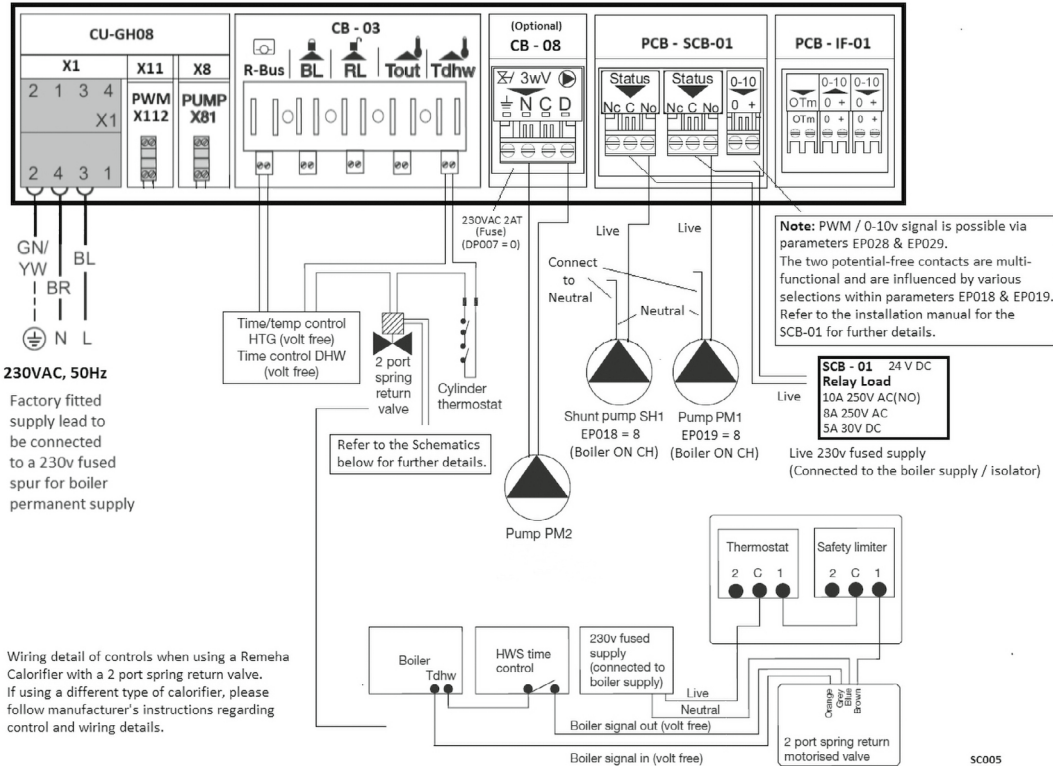 CU-GH08
X1
X11
X8
2 1 3 4
X1
2 4 3 1
PWM
X112
PUMP
X81
CB - 03
R-Bus
BL
RL
Tout
Tdhw
(Optional)
CB - 08
3wV
N C D
PCB - SCB-01
Status
Nc C No
Status
Nc C No
0-10
0 +
PCB - IF-01
0-10 0-10
OTm 0 + 0 +
OTm 0 + 0 +
GN/
YW
BR
BL
N L
230VAC, 50Hz
Factory fitted
supply lead to
be connected
to a 230v fused
spur for boiler
permanent supply
Time/temp control
HTG (volt free)
Time control DHW
(volt free)
2 port
spring
return
valve
Cylinder
thermostat
Refer to the Schematics
below for further details.
230VAC 2AT
(Fuse)
(DP007 = 0)
Pump PM2
Live
Live
Connect
to
Neutral
Neutral
Shunt pump SH1
EP018 = 8
(Boiler ON CH)
Pump PM1
EP019 = 8
(Boiler ON CH)
Note: PWM / 0-10v signal is possible via
parameters EP028 & EP029.
The two potential-free contacts are multi-
functional and are influenced by various
selections within parameters EP018 & EP019.
Refer to the installation manual for the
SCB-01 for further details.
Live
SCB - 01 24 V DC
Relay Load
10A 250V AC(NO)
8A 250V AC
5A 30V DC
Live 230v fused supply
(Connected to the boiler supply / isolator)
Thermostat
2 C 1
Safety limiter
2 C 1
Boiler
Tdhw
HWS time
control
230v fused
supply
(connected to
boiler supply)
Live
Neutral
Boiler signal out (volt free)
Boiler signal in (volt free)
Orange
Grey
Blue
Brown
2 port spring return
motorised valve
Wiring detail of controls when using a Remeha
Calorifier with a 2 port spring return valve.
If using a different type of calorifier, please
follow manufacturer's instructions regarding
control and wiring details.
SC005